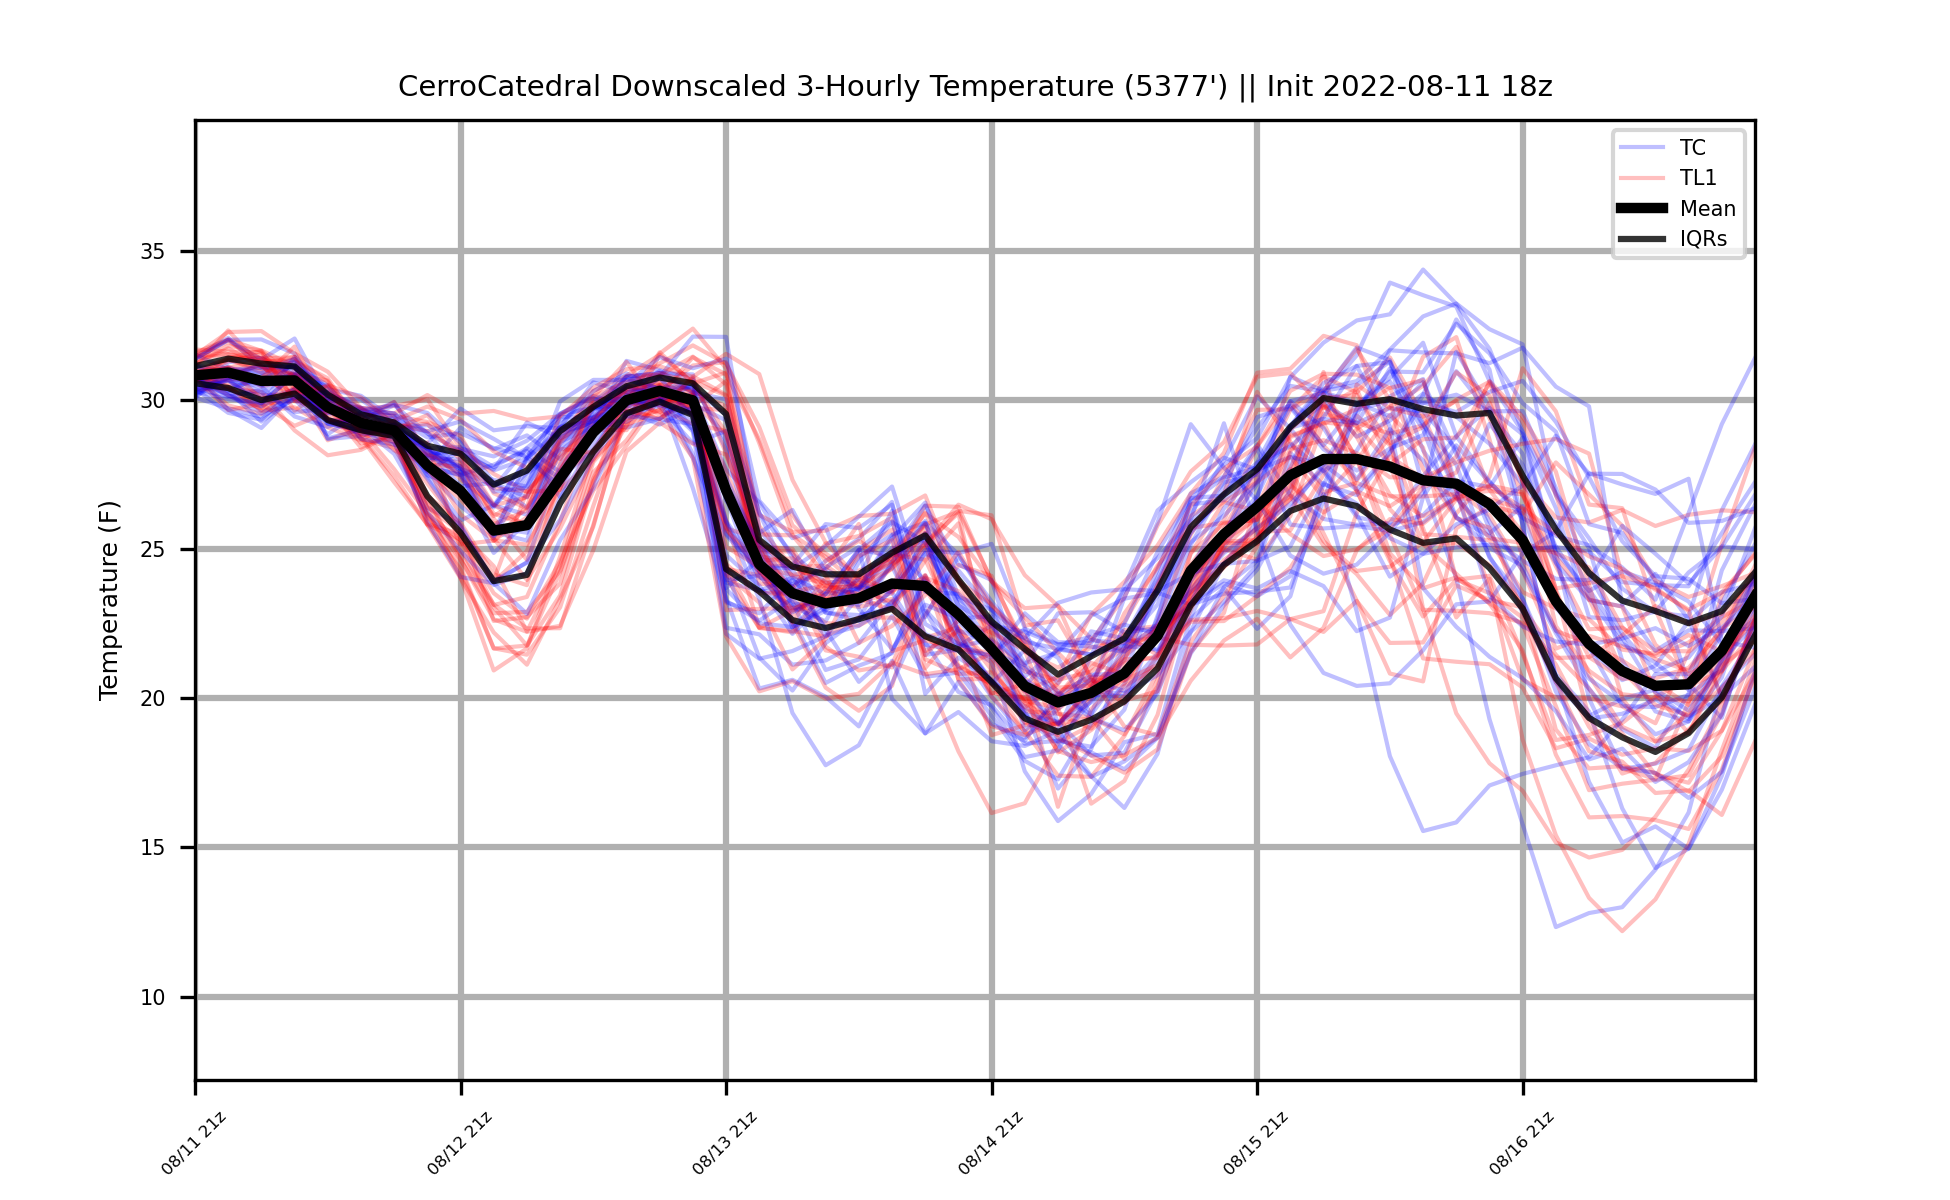 CerroCatedral Downscaled 3-Hourly Temperature (5377') || Init 2022-08-11 18z
TC
TL1
Mean
IQRs
Temperature (F)
35
30
25
20
15
10
08/11 21z
08/12 21z
08/13 21z
08/14 21z
08/15 21z
08/16 21z